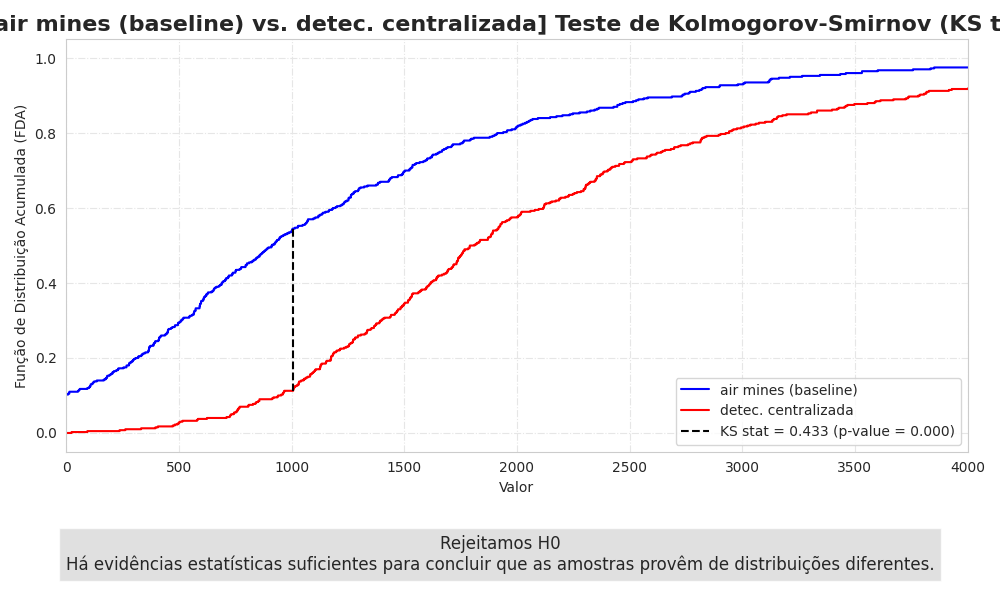 air mines (baseline) vs. detec. centralizada] Teste de Kolmogorov-Smirnov (KS t
Função de Distribuição Acumulada (FDA)
1.0
0.8
0.6
0.4
0.2
0.0
air mines (baseline)
detec. centralizada
KS stat = 0.433 (p-value = 0.000)
0 500 1000 1500 2000 2500 3000 3500 4000
Valor
Rejeitamos H0
Há evidências estatísticas suficientes para concluir que as amostras provêm de distribuições diferentes.